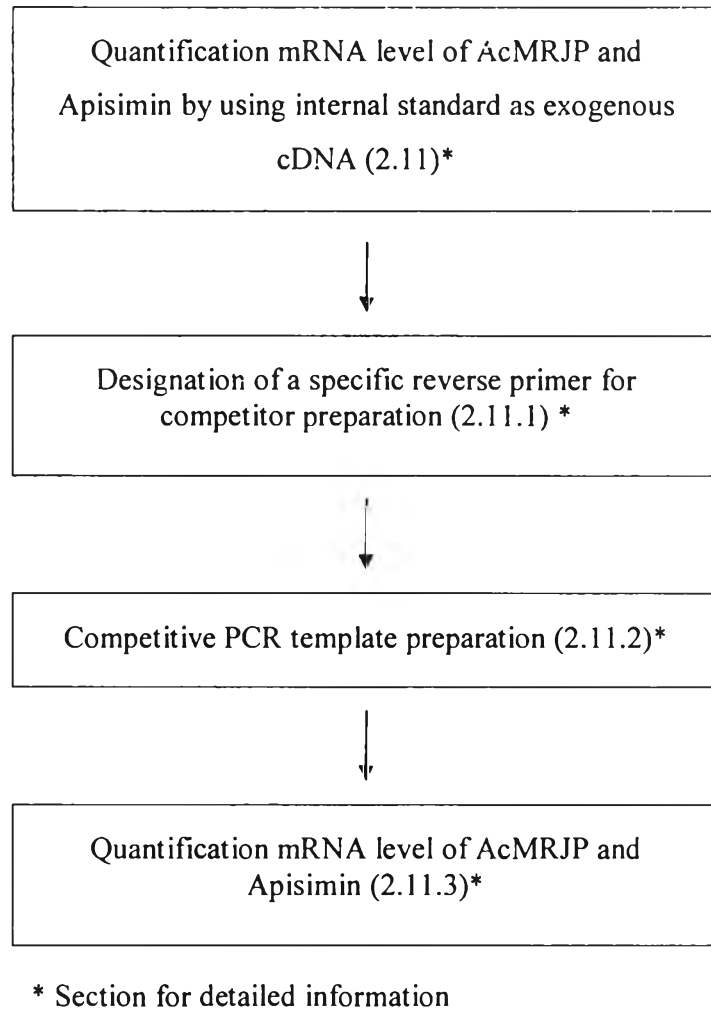 Quantification mRNA level of AcMRJP and
Apisimin by using internal standard as exogenous
cDNA (2.11)*
Designation of a specific reverse primer for
competitor preparation (2.11.1) *
Competitive PCR template preparation (2.11.2)*
Quantification mRNA level of AcMRJP and
Apisimin (2.11.3)*
* Section for detailed information